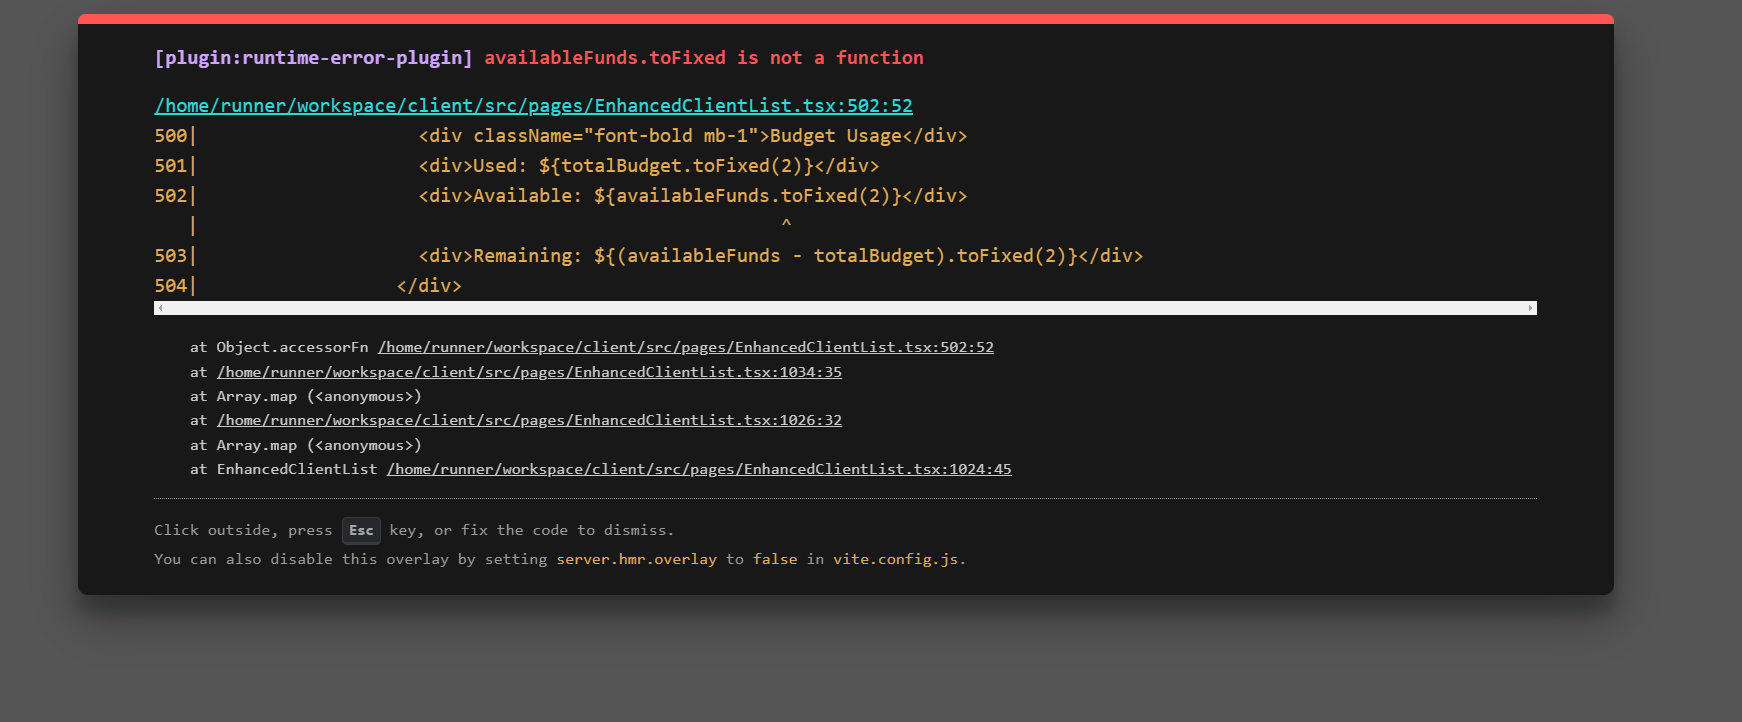 [plugin:runtime-error-plugin] availableFunds.toFixed is not a function
/home/runner/workspace/client/src/pages/EnhancedClientList.tsx:502:52
500|                    <div className="font-bold mb-1">Budget Usage</div>
501|                    <div>Used: ${totalBudget.toFixed(2)}</div>
502|                    <div>Available: ${availableFunds.toFixed(2)}</div>
   |                                                     ^
503|                    <div>Remaining: ${(availableFunds - totalBudget).toFixed(2)}</div>
504|                  </div>
at Object.accessorFn /home/runner/workspace/client/src/pages/EnhancedClientList.tsx:502:52
at /home/runner/workspace/client/src/pages/EnhancedClientList.tsx:1034:35
at Array.map (<anonymous>)
at /home/runner/workspace/client/src/pages/EnhancedClientList.tsx:1026:32
at Array.map (<anonymous>)
at EnhancedClientList /home/runner/workspace/client/src/pages/EnhancedClientList.tsx:1024:45
Click outside, press Esc key, or fix the code to dismiss.
You can also disable this overlay by setting server.hmr.overlay to false in vite.config.js.